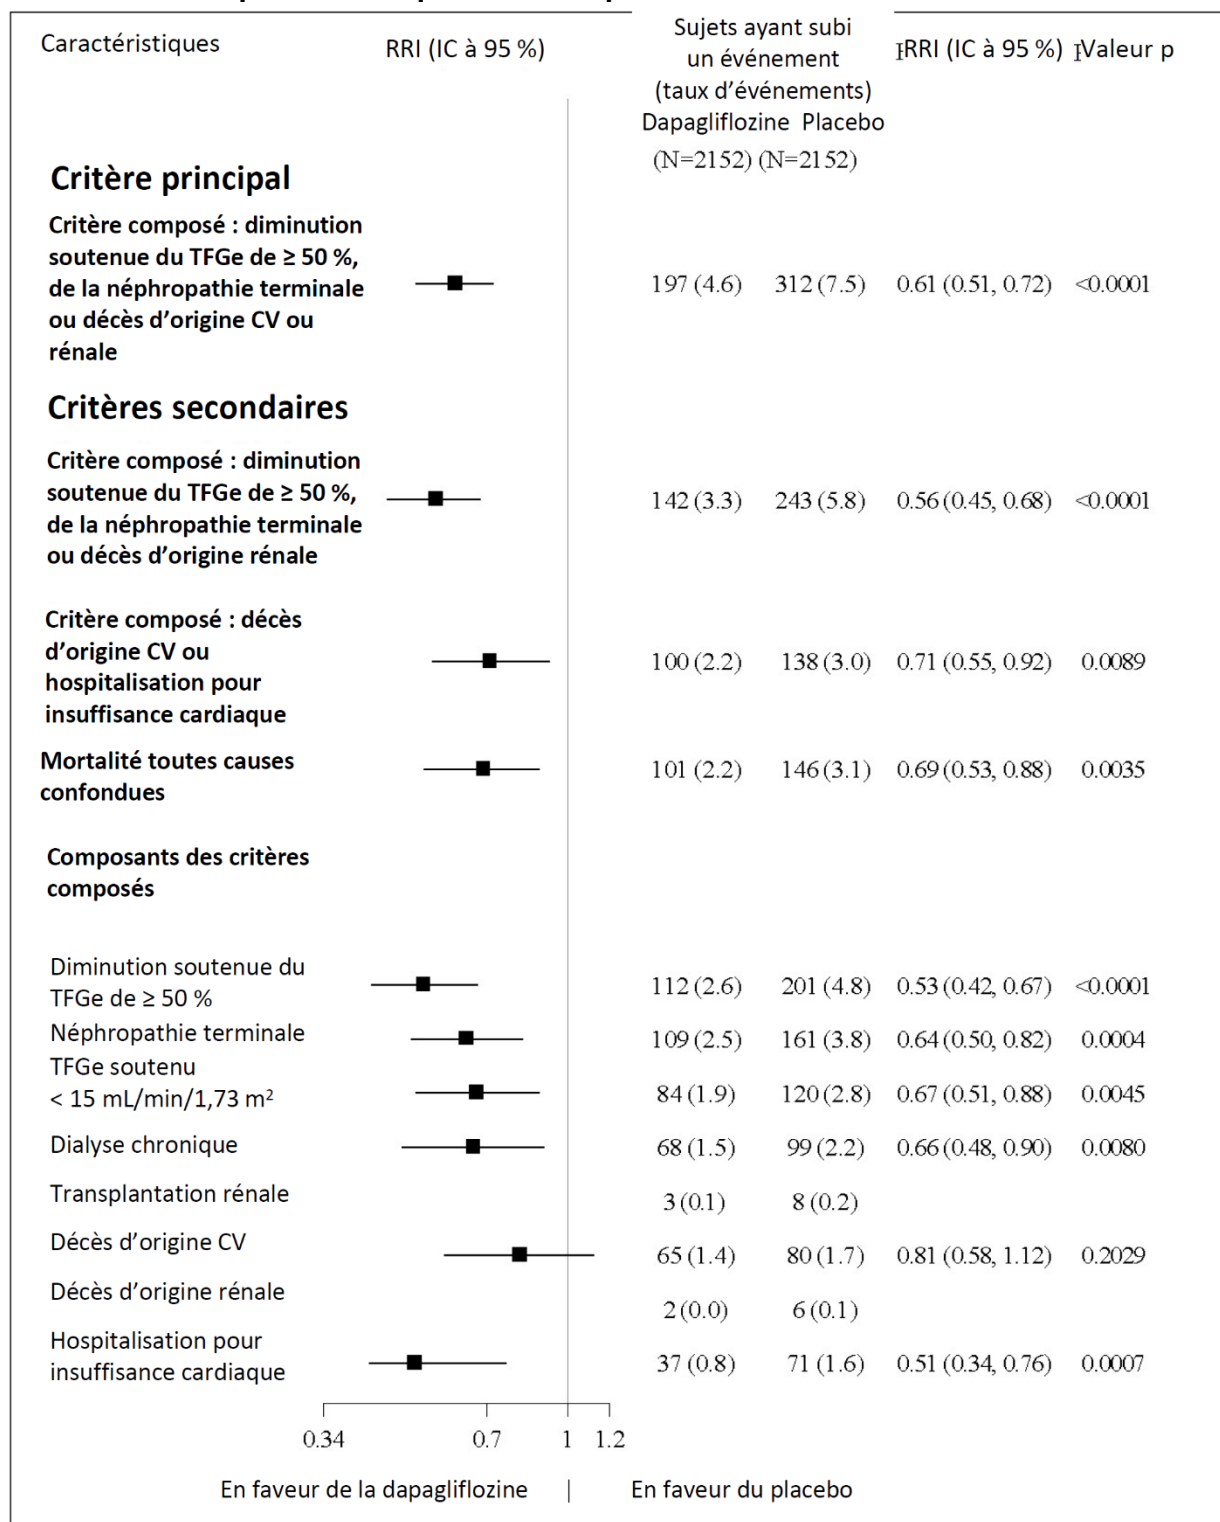 Caractéristiques RRI (IC à 95 %) Sujets ayant subi un événement (taux d’événements) RRI (IC à 95 %) Valeur p
Dapagliflozine Placebo
(N=2152) (N=2152)
Critère principal
Critère composé : diminution
soutenue du TFGe de ≥ 50 %,
de la néphropathie terminale 197 (4.6) 312 (7.5) 0.61 (0.51, 0.72) <0.0001
ou décès d’origine CV ou
rénale
Critères secondaires
Critère composé : diminution
soutenue du TFGe de ≥ 50 %,
de la néphropathie terminale 142 (3.3) 243 (5.8) 0.56 (0.45, 0.68) <0.0001
ou décès d’origine rénale
Critère composé : décès
d’origine CV ou 100 (2.2) 138 (3.0) 0.71 (0.55, 0.92) 0.0089
hospitalisation pour
insuffisance cardiaque
Mortalité toutes causes 101 (2.2) 146 (3.1) 0.69 (0.53, 0.88) 0.0035
confondues
Composants des critères
composés
Diminution soutenue du
TFGe de ≥ 50 % 112 (2.6) 201 (4.8) 0.53 (0.42, 0.67) <0.0001
Néphropathie terminale 109 (2.5) 161 (3.8) 0.64 (0.50, 0.82) 0.0004
TFGe soutenu
< 15 mL/min/1,73 m² 84 (1.9) 120 (2.8) 0.67 (0.51, 0.88) 0.0045
Dialyse chronique 68 (1.5) 99 (2.2) 0.66 (0.48, 0.90) 0.0080
Transplantation rénale 3 (0.1) 8 (0.2)
Décès d’origine CV 65 (1.4) 80 (1.7) 0.81 (0.58, 1.12) 0.2029
Décès d’origine rénale 2 (0.0) 6 (0.1)
Hospitalisation pour
insuffisance cardiaque 37 (0.8) 71 (1.6) 0.51 (0.34, 0.76) 0.0007
0.34 0.7 1 1.2
En faveur de la dapagliflozine | En faveur du placebo